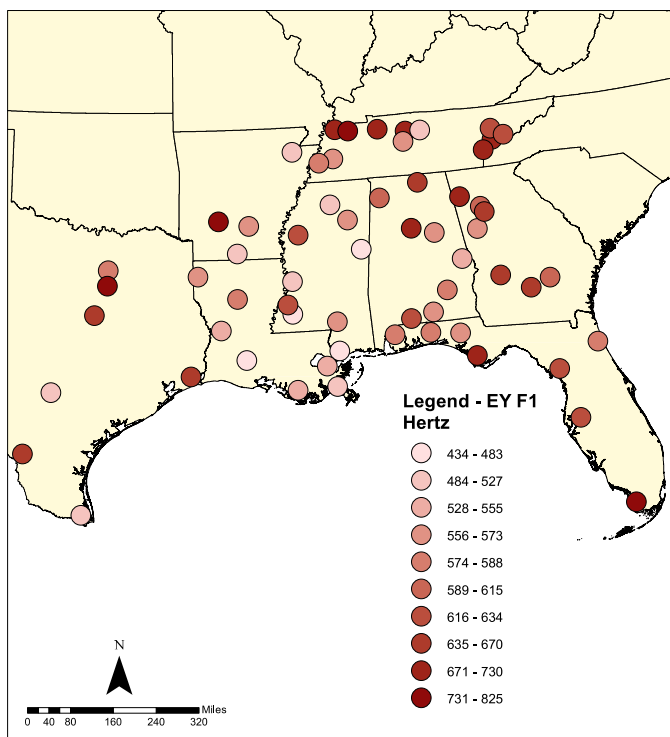 Legend - EY F1
Hertz
434 - 483
484 - 527
528 - 555
556 - 573
574 - 588
589 - 615
616 - 634
635 - 670
671 - 730
731 - 825
N
Miles
0 40 80 160 240 320